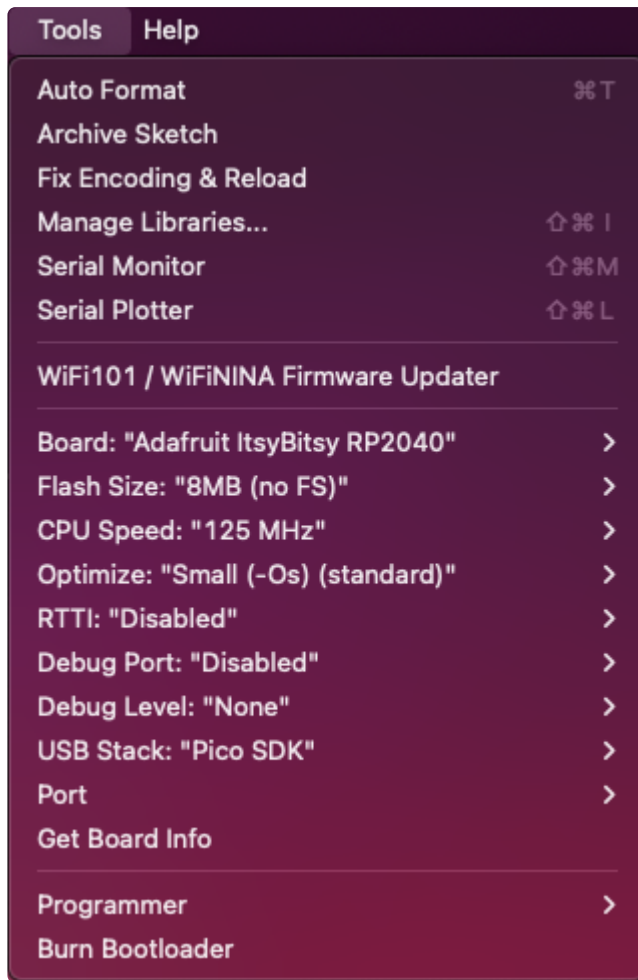 Tools Help
Auto Format ⌘T
Archive Sketch
Fix Encoding & Reload
Manage Libraries... ⇧⌘I
Serial Monitor ⇧⌘M
Serial Plotter ⇧⌘L
WiFi101 / WiFiNINA Firmware Updater
Board: "Adafruit ItsyBitsy RP2040"
Flash Size: "8MB (no FS)"
CPU Speed: "125 MHz"
Optimize: "Small (-Os) (standard)"
RTTI: "Disabled"
Debug Port: "Disabled"
Debug Level: "None"
USB Stack: "Pico SDK"
Port
Get Board Info
Programmer
Burn Bootloader